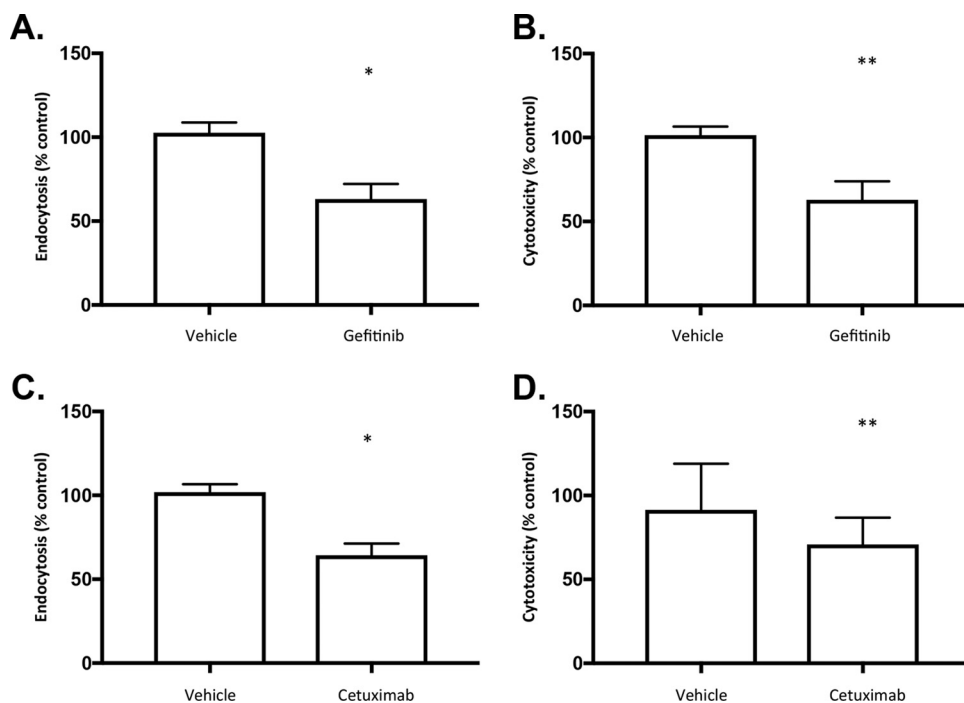 A.
Endocytosis (% control)
150
100
50
0
*
Vehicle
Gefitinib
B.
Cytotoxicity (% control)
150
100
50
0
**
Vehicle
Gefitinib
C.
Endocytosis (% control)
150
100
50
0
*
Vehicle
Cetuximab
D.
Cytotoxicity (% control)
150
100
50
0
**
Vehicle
Cetuximab